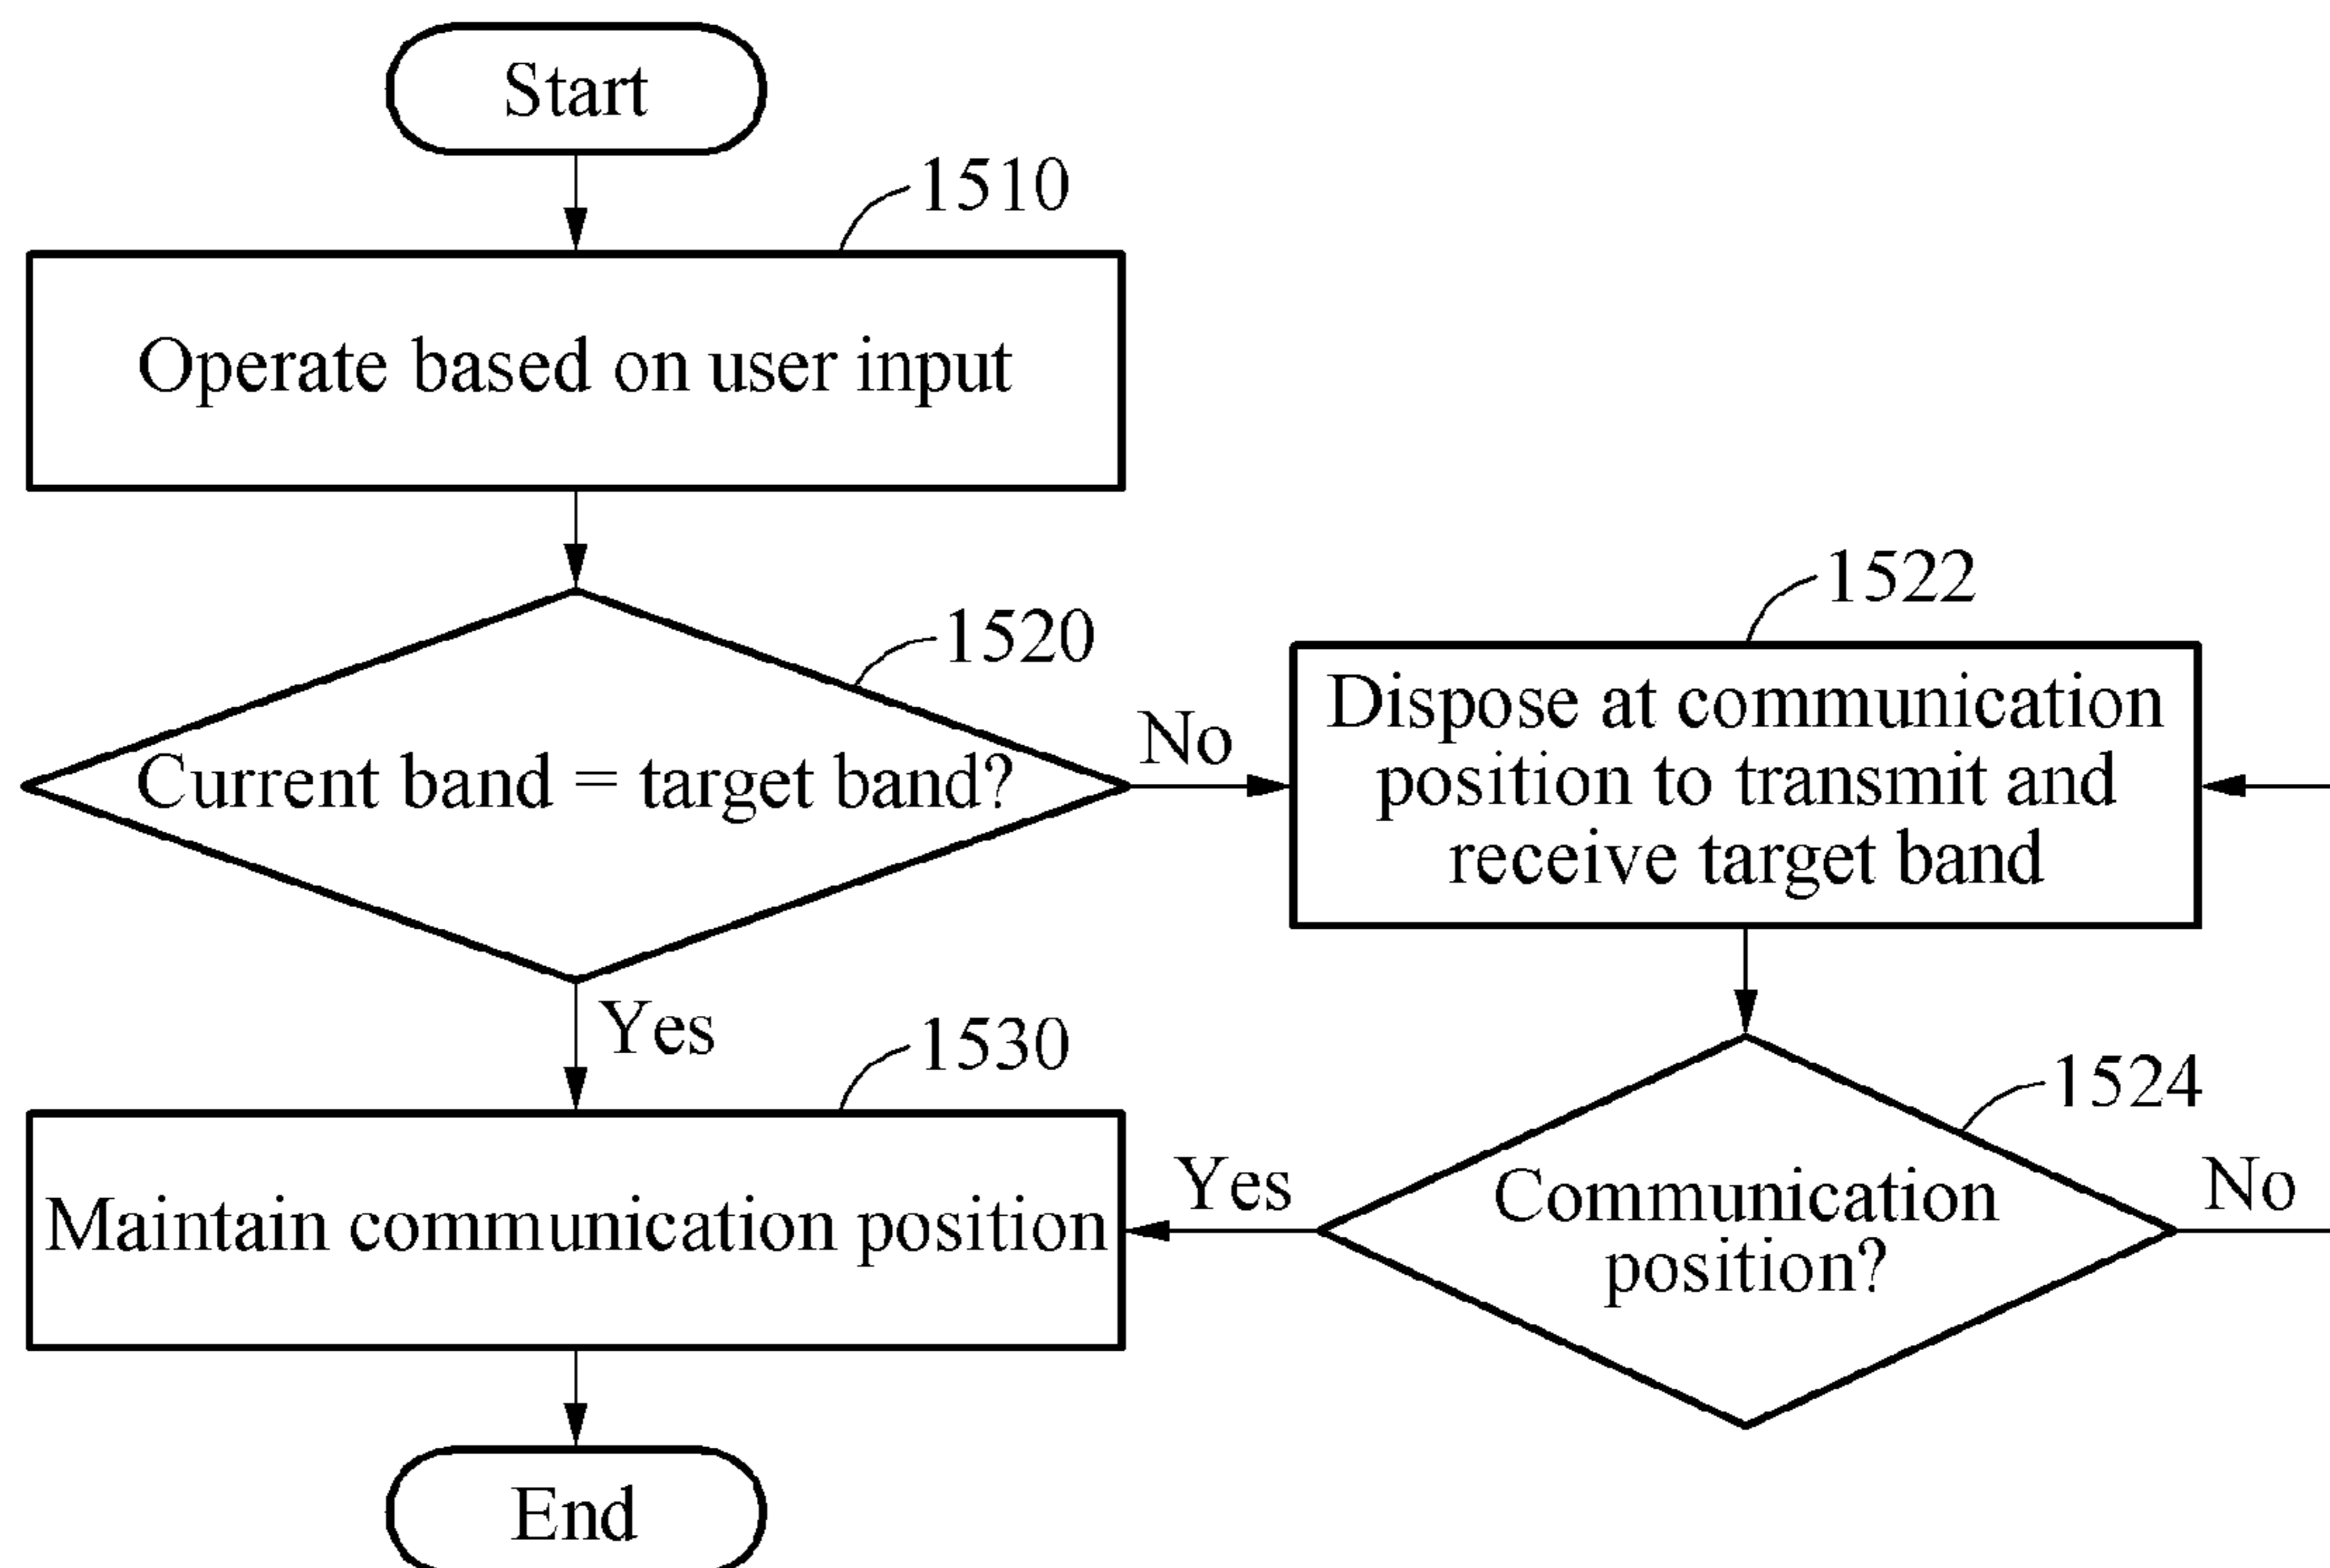 Start
1510
Operate based on user input
1520
Current band = target band?
No
1522
Dispose at communication
position to transmit and
receive target band
Yes
1530
Maintain communication position
Yes
1524
Communication
position?
No
End